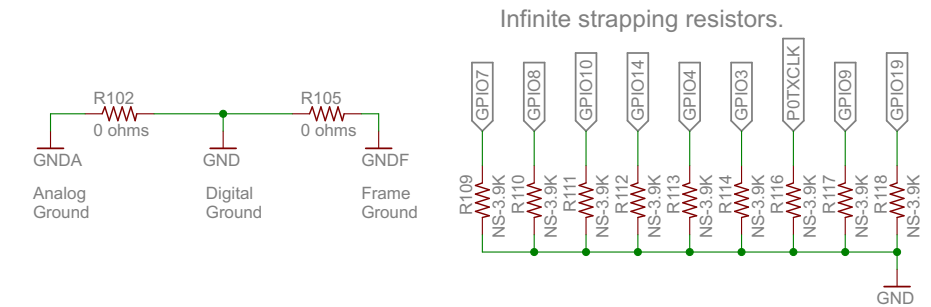 Infinite strapping resistors.
R102
0 ohms
R105
0 ohms
GNDA
GND
GNDF
Analog
Ground
Digital
Ground
Frame
Ground
GPIO7
GPIO8
GPIO10
GPIO14
GPIO4
GPIO3
P0TXCLK
GPIO9
GPIO19
R109
NS-3.9K
R110
NS-3.9K
R111
NS-3.9K
R112
NS-3.9K
R113
NS-3.9K
R114
NS-3.9K
R116
NS-3.9K
R117
NS-3.9K
R118
NS-3.9K
GND